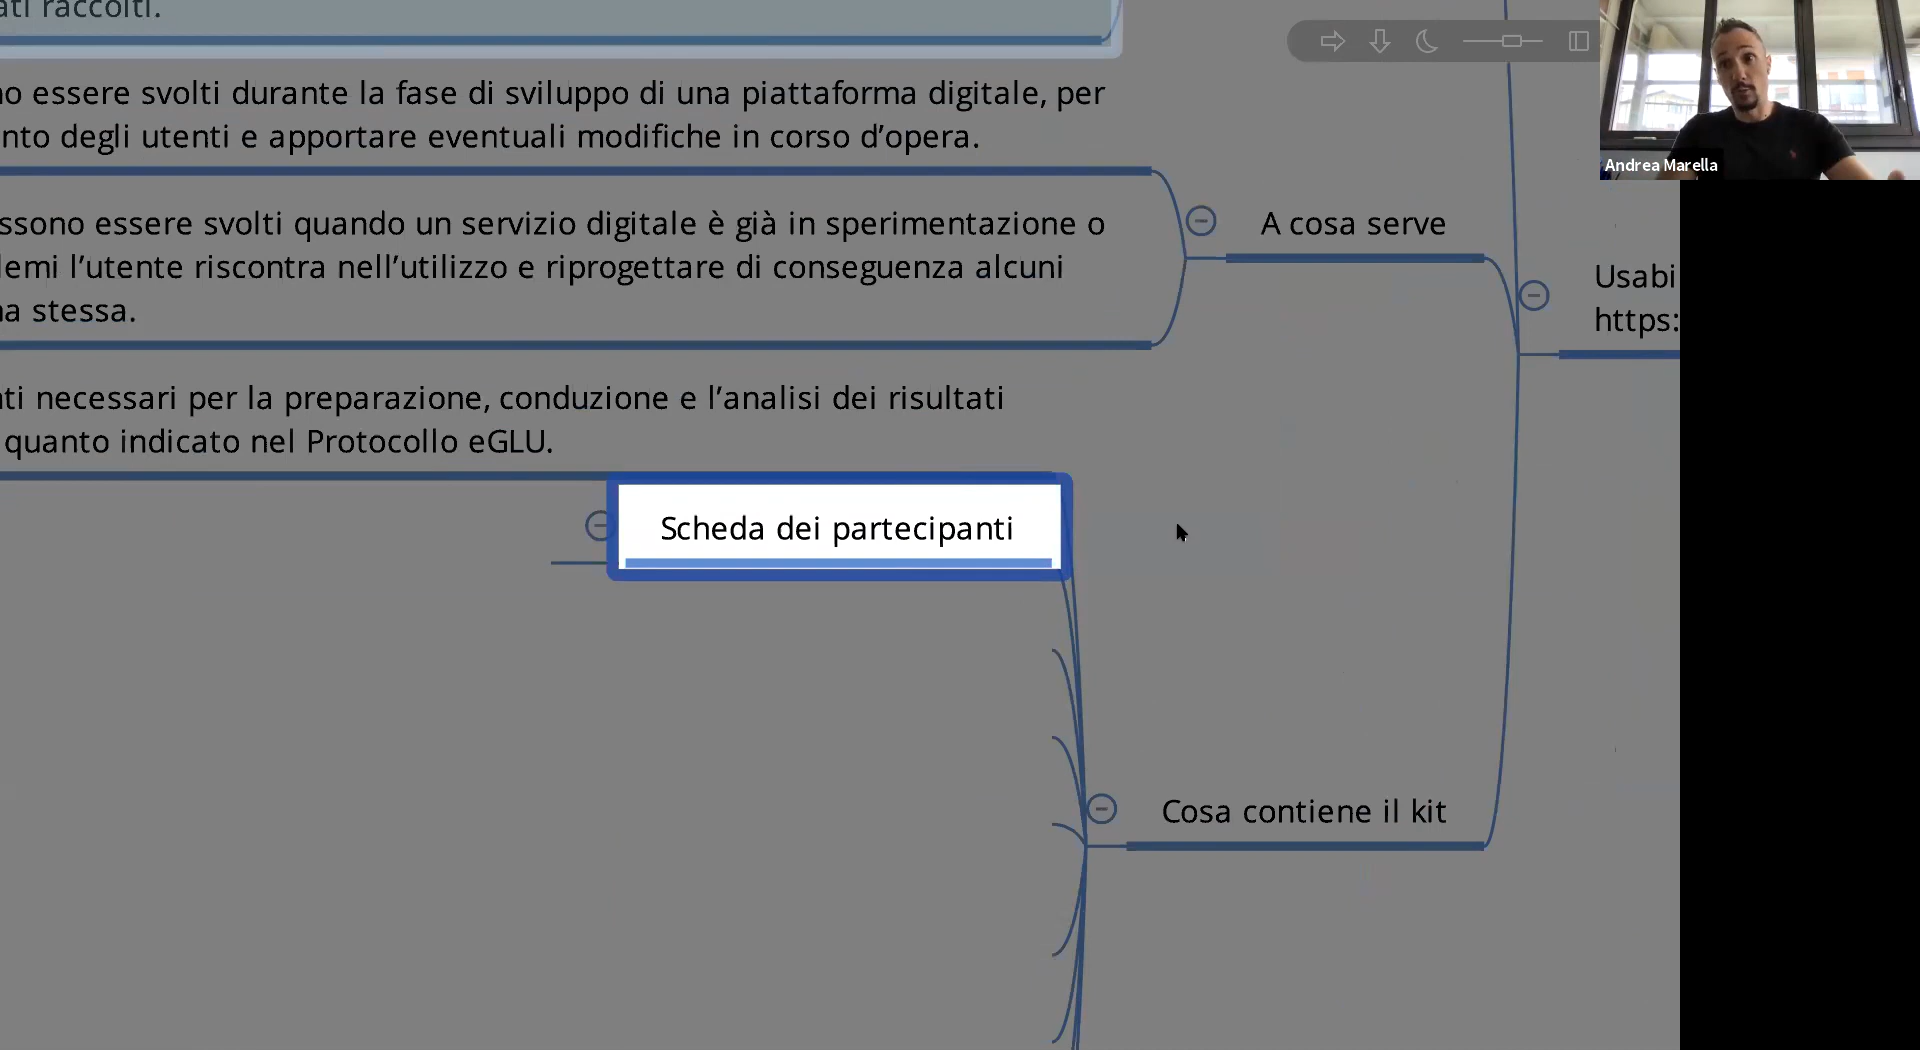 ati raccolti.
no essere svolti durante la fase di sviluppo di una piattaforma digitale, per
nto degli utenti e apportare eventuali modifiche in corso d’opera.
ssono essere svolti quando un servizio digitale è già in sperimentazione o
lemi l’utente riscontra nell’utilizzo e riprogettare di conseguenza alcuni
na stessa.
A cosa serve
Usabi
https:
nti necessari per la preparazione, conduzione e l’analisi dei risultati
quanto indicato nel Protocollo eGLU.
Scheda dei partecipanti
Cosa contiene il kit
Andrea Marella